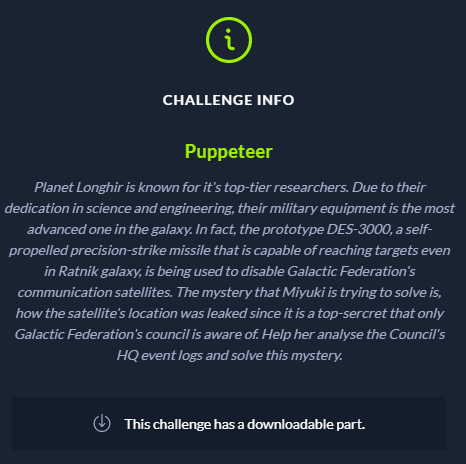 CHALLENGE INFO
Puppeteer
Planet Longhir is known for it's top-tier researchers. Due to their
dedication in science and engineering, their military equipment is the most
advanced one in the galaxy. In fact, the prototype DES-3000, a self-
propelled precision-strike missile that is capable of reaching targets even
in Ratnik galaxy, is being used to disable Galactic Federation's
communication satellites. The mystery that Miyuki is trying to solve is,
how the satellite's location was leaked since it is a top-sercret that only
Galactic Federation's council is aware of. Help her analyse the Council's
HQ event logs and solve this mystery.
This challenge has a downloadable part.